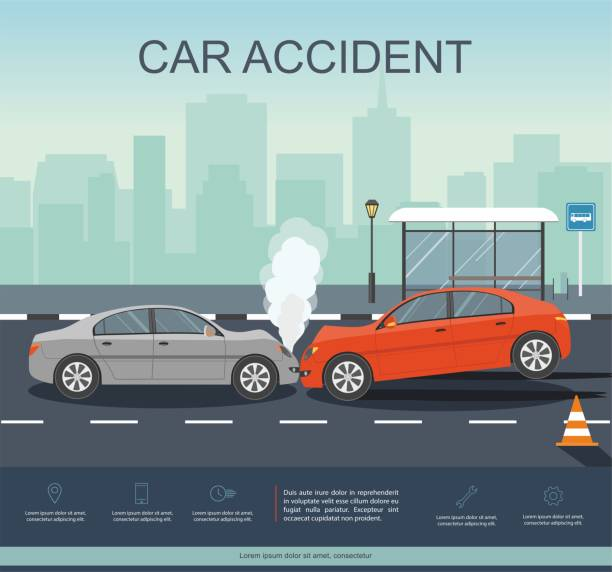 CAR ACCIDENT
Lorem ipsum dolor sit amet,
consectetur adipiscing elit.
Lorem ipsum dolor sit amet,
consectetur adipiscing elit.
Lorem ipsum dolor sit amet,
consectetur adipiscing elit.
Duis aute irure dolor in reprehenderit in
voluptate velit esse cillum dolore eu
fugiat nulla pariatur. Excepteur sint
occaecat cupidatat non proident.
Lorem ipsum dolor sit amet,
consectetur adipiscing elit.
Lorem ipsum dolor sit amet,
consectetur adipiscing elit.
Lorem ipsum dolor sit amet, consectetur